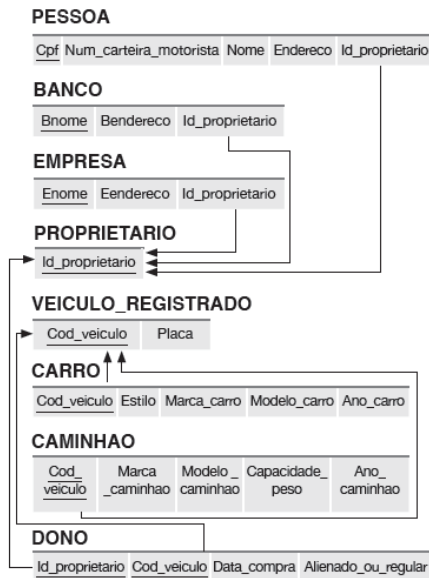 PESSOA
Cpf Num_carteira_motorista Nome Endereco Id_proprietario
BANCO
Bnome Bendereco Id_proprietario
EMPRESA
Enome Eendereco Id_proprietario
PROPRIETARIO
Id_proprietario
VEICULO_REGISTRADO
Cod_veiculo Placa
CARRO
Cod_veiculo Estilo Marca_carro Modelo_carro Ano_carro
CAMINHAO
Cod_ Marca Modelo_ Capacidade_ Ano_
veiculo _caminhao caminhao peso caminhao
DONO
Id_proprietario Cod_veiculo Data_compra Alienado_ou_regular